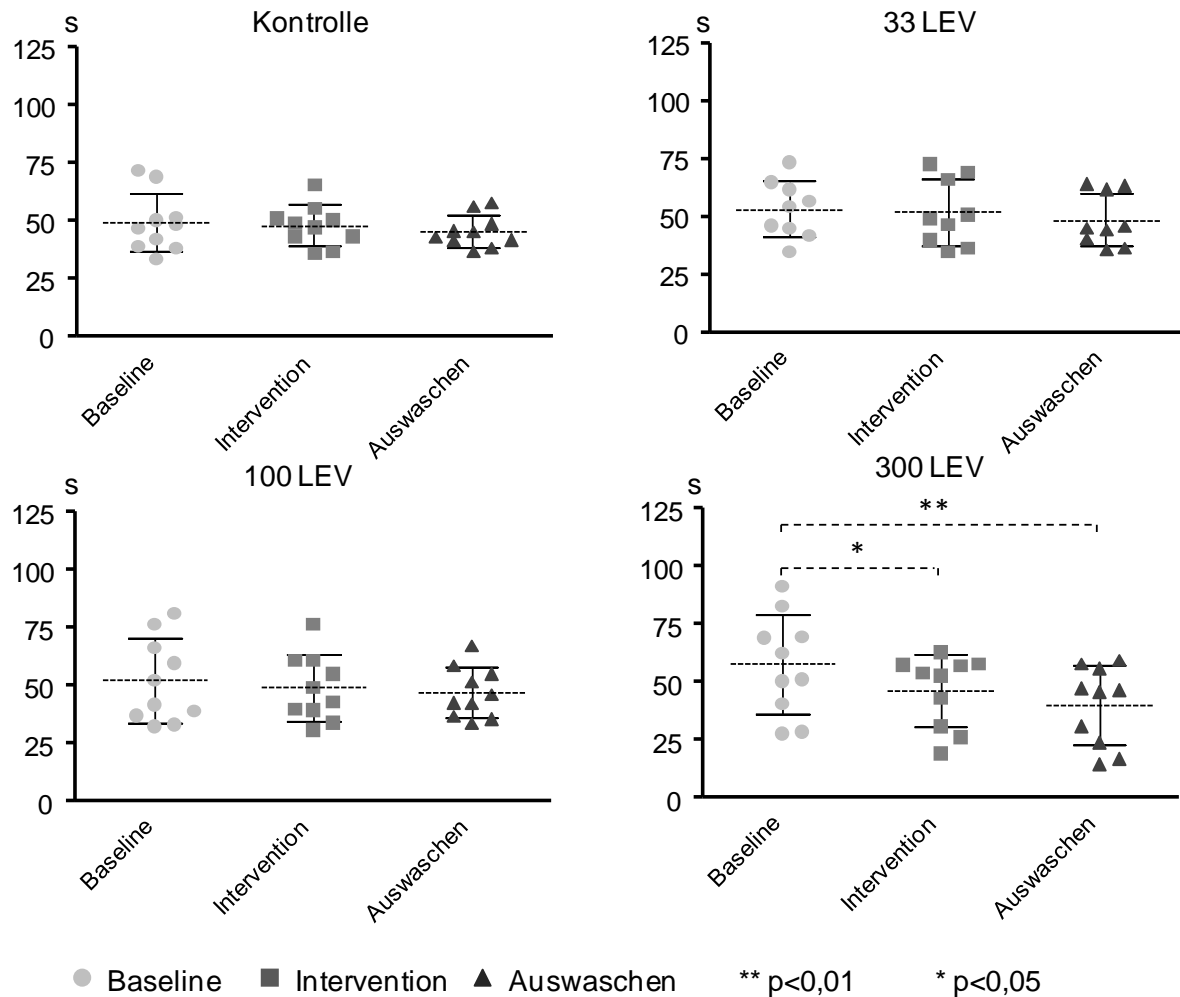 Kontrolle
s
125
100
75
50
25
0
Baseline
Intervention
Auswaschen
33 LEV
s
125
100
75
50
25
0
Baseline
Intervention
Auswaschen
100 LEV
s
125
100
75
50
25
0
Baseline
Intervention
Auswaschen
300 LEV
s
125
100
75
50
25
0
**
*
Baseline
Intervention
Auswaschen
Baseline Intervention Auswaschen ** p<0,01 * p<0,05